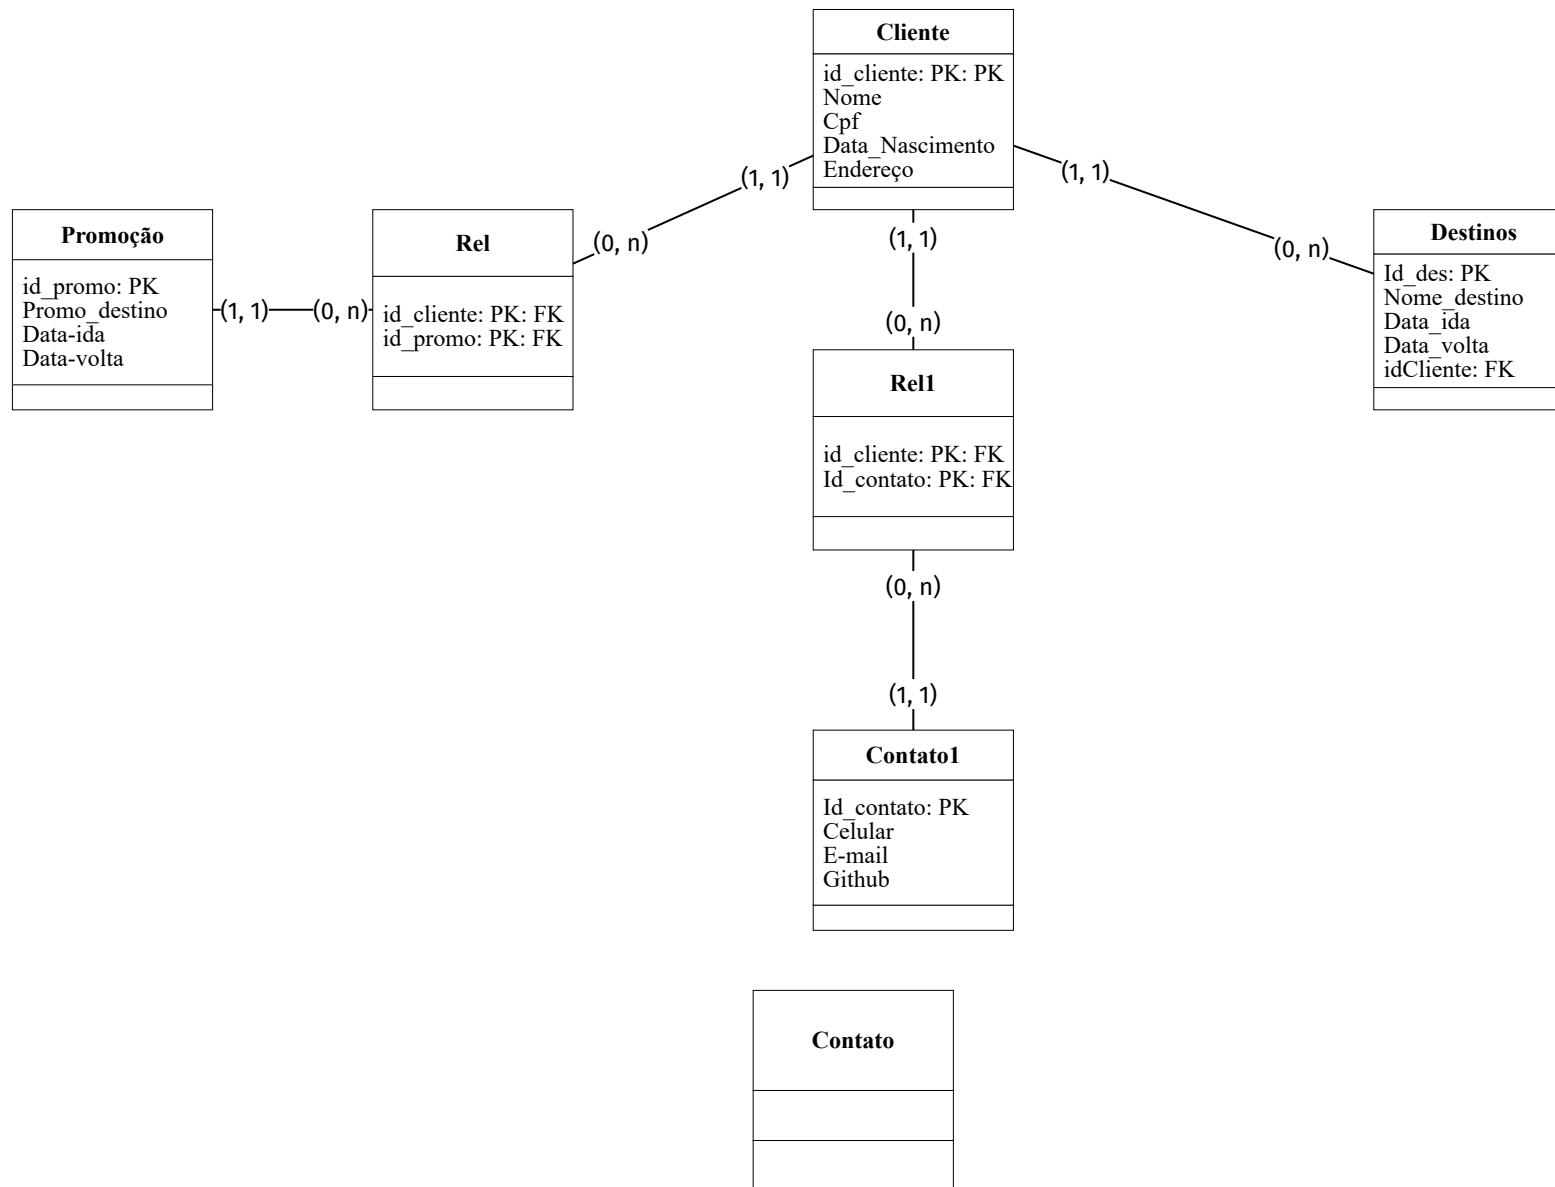 Cliente
id_cliente: PK: PK
Nome
Cpf
Data_Nascimento
Endereço
(1, 1)
(1, 1)
(1, 1)
(0, n)
(0, n)
(0, n)
Promoção
id_promo: PK
Promo_destino
Data-ida
Data-volta
(1, 1)
(0, n)
Rel
id_cliente: PK: FK
id_promo: PK: FK
Destinos
Id_des: PK
Nome_destino
Data_ida
Data_volta
idCliente: FK
Rel1
id_cliente: PK: FK
Id_contato: PK: FK
(0, n)
(1, 1)
Contato1
Id_contato: PK
Celular
E-mail
Github
Contato